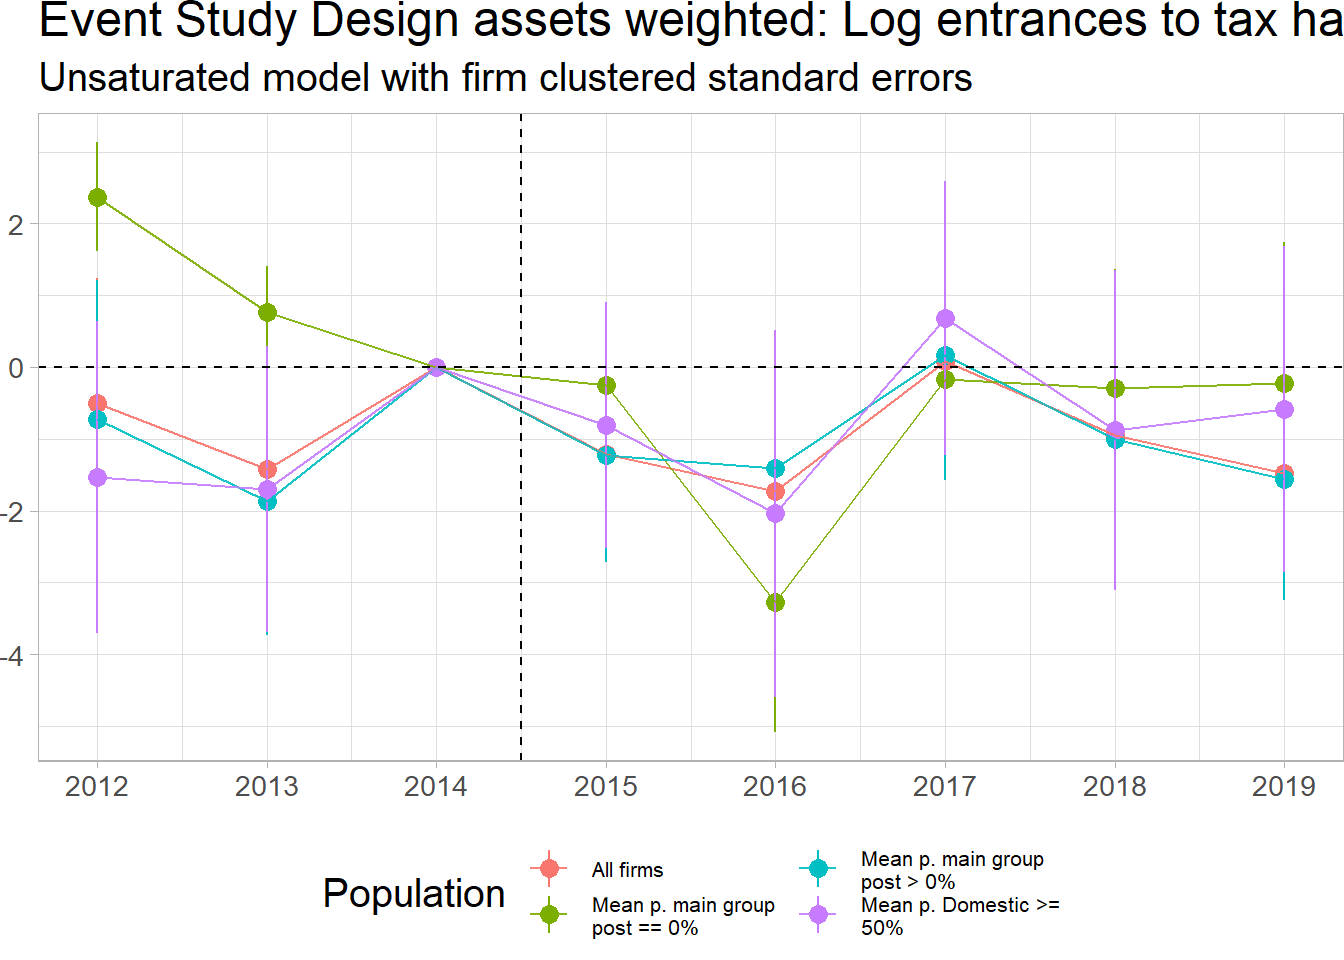 Event Study Design assets weighted: Log entrances to tax ha
Unsaturated model with firm clustered standard errors
2
0
-2
-4
2012 2013 2014 2015 2016 2017 2018 2019
Population
All firms
Mean p. main group
post == 0%
Mean p. main group
post > 0%
Mean p. Domestic >=
50%